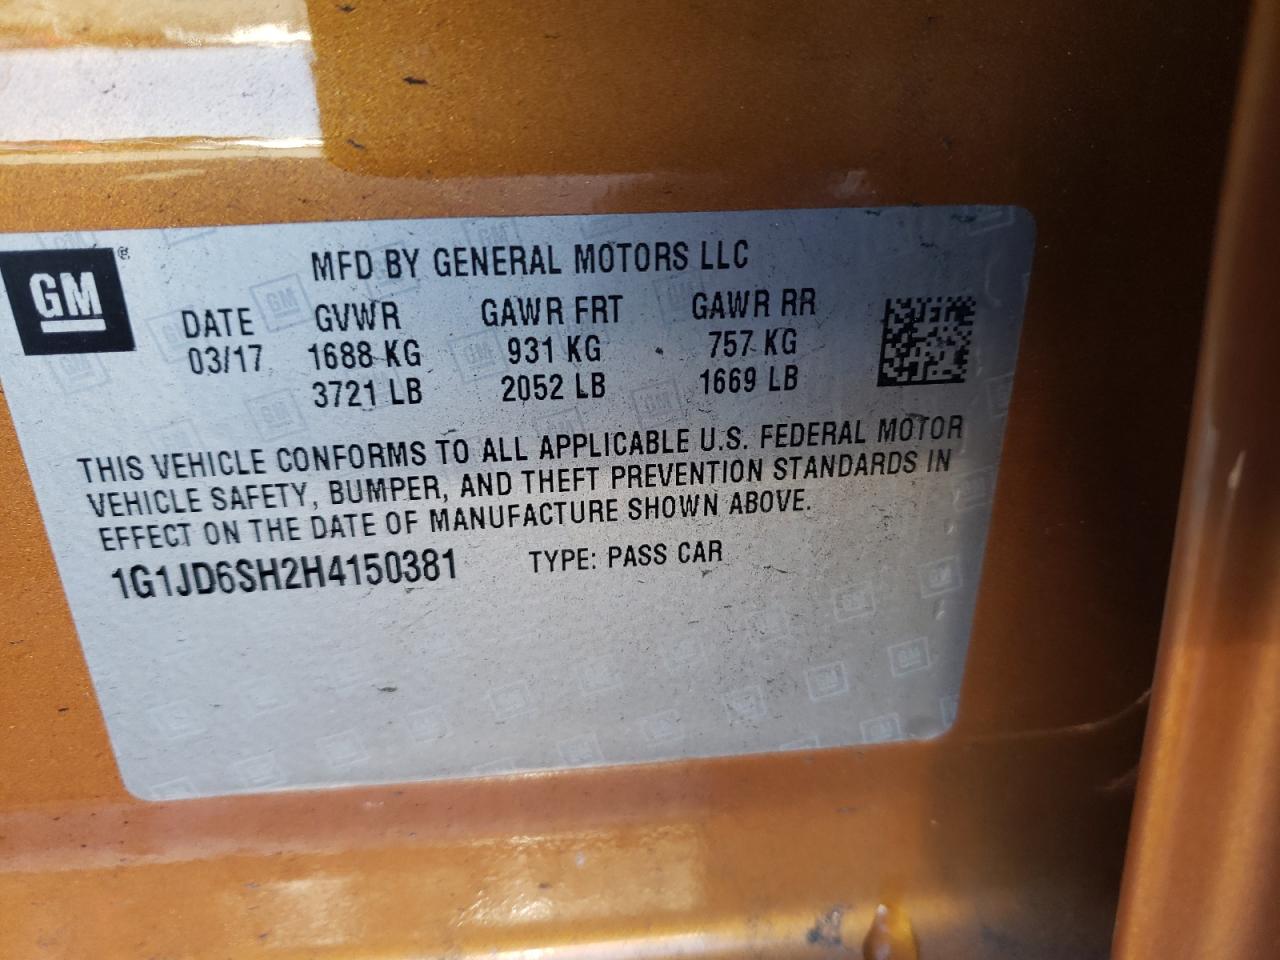 GM ®
MFD BY GENERAL MOTORS LLC
DATE GVWR GAWR FRT GAWR RR
03/17 1688 KG 931 KG 757 KG
3721 LB 2052 LB 1669 LB
THIS VEHICLE CONFORMS TO ALL APPLICABLE U.S. FEDERAL MOTOR
VEHICLE SAFETY, BUMPER, AND THEFT PREVENTION STANDARDS IN
EFFECT ON THE DATE OF MANUFACTURE SHOWN ABOVE.
1G1JD6SH2H4150381 TYPE: PASS CAR